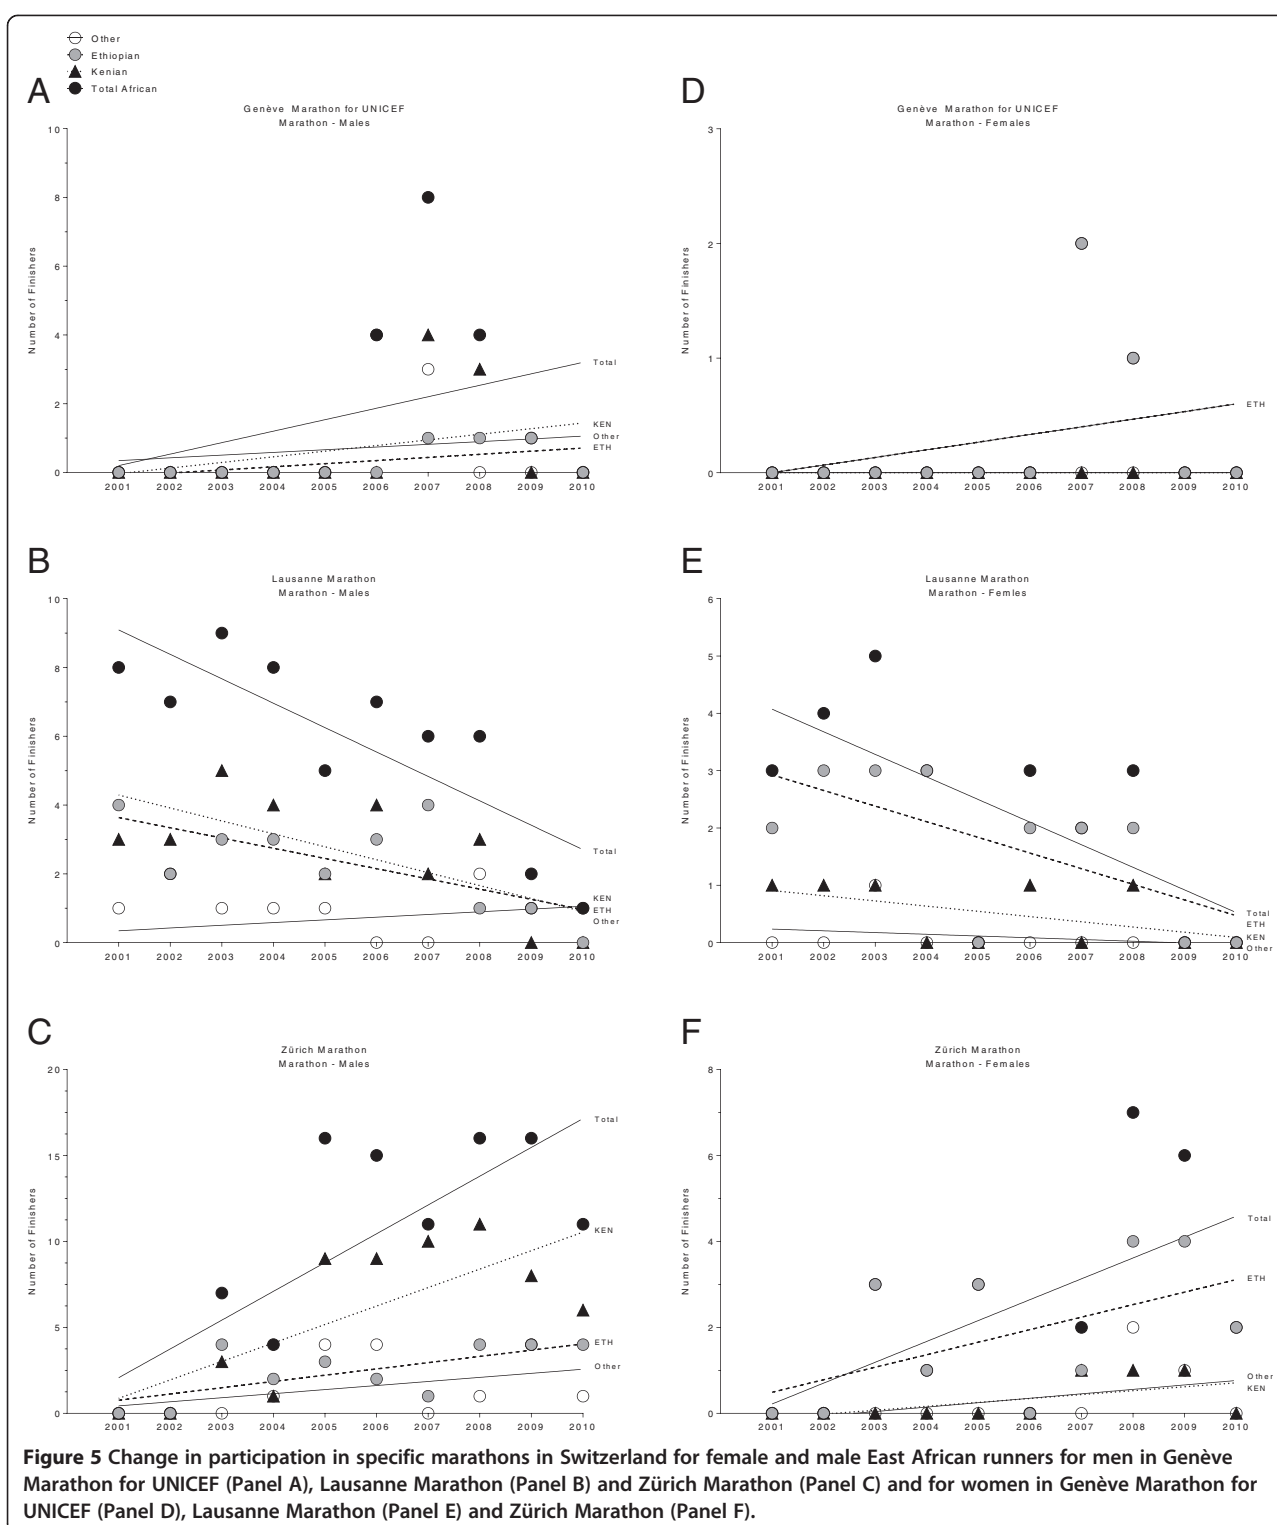 Other
Ethiopian
Kenian
Total African
A
Genève Marathon for UNICEF
Marathon - Males
Number of Finishers
10
8
6
4
2
0
Total
KEN
Other
ETH
2001 2002 2003 2004 2005 2006 2007 2008 2009 2010
D
Genève Marathon for UNICEF
Marathon - Females
Number of Finishers
3
2
1
0
ETH
2001 2002 2003 2004 2005 2006 2007 2008 2009 2010
B
Lausanne Marathon
Marathon - Males
Number of Finishers
10
8
6
4
2
0
Total
KEN
ETH
Other
2001 2002 2003 2004 2005 2006 2007 2008 2009 2010
E
Lausanne Marathon
Marathon - Femles
Number of Finishers
6
5
4
3
2
1
0
Total
ETH
KEN
Other
2001 2002 2003 2004 2005 2006 2007 2008 2009 2010
C
Zürich Marathon
Marathon - Males
Number of Finishers
20
15
10
5
0
Total
KEN
ETH
Other
2001 2002 2003 2004 2005 2006 2007 2008 2009 2010
F
Zürich Marathon
Marathon - Females
Number of Finishers
8
6
4
2
0
Total
ETH
Other
KEN
2001 2002 2003 2004 2005 2006 2007 2008 2009 2010
Figure 5 Change in participation in specific marathons in Switzerland for female and male East African runners for men in Genève
Marathon for UNICEF (Panel A), Lausanne Marathon (Panel B) and Zürich Marathon (Panel C) and for women in Genève Marathon for
UNICEF (Panel D), Lausanne Marathon (Panel E) and Zürich Marathon (Panel F).